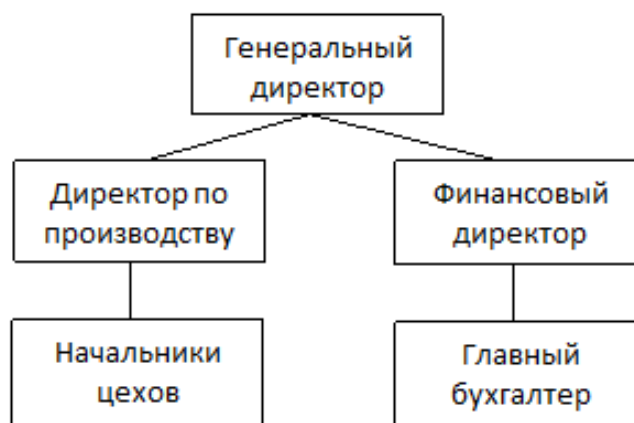 Генеральный
директор
Директор по
производству
Финансовый
директор
Начальники
цехов
Главный
бухгалтер